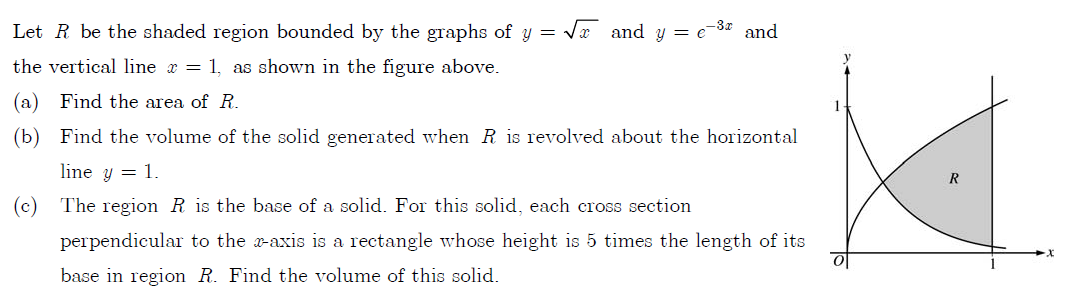 Let R be the shaded region bounded by the graphs of y = √x and y = e^{-3x} and
the vertical line x = 1, as shown in the figure above.
(a) Find the area of R.
(b) Find the volume of the solid generated when R is revolved about the horizontal
line y = 1.
(c) The region R is the base of a solid. For this solid, each cross section
perpendicular to the x-axis is a rectangle whose height is 5 times the length of its
base in region R. Find the volume of this solid.
y
1
R
O
1
x